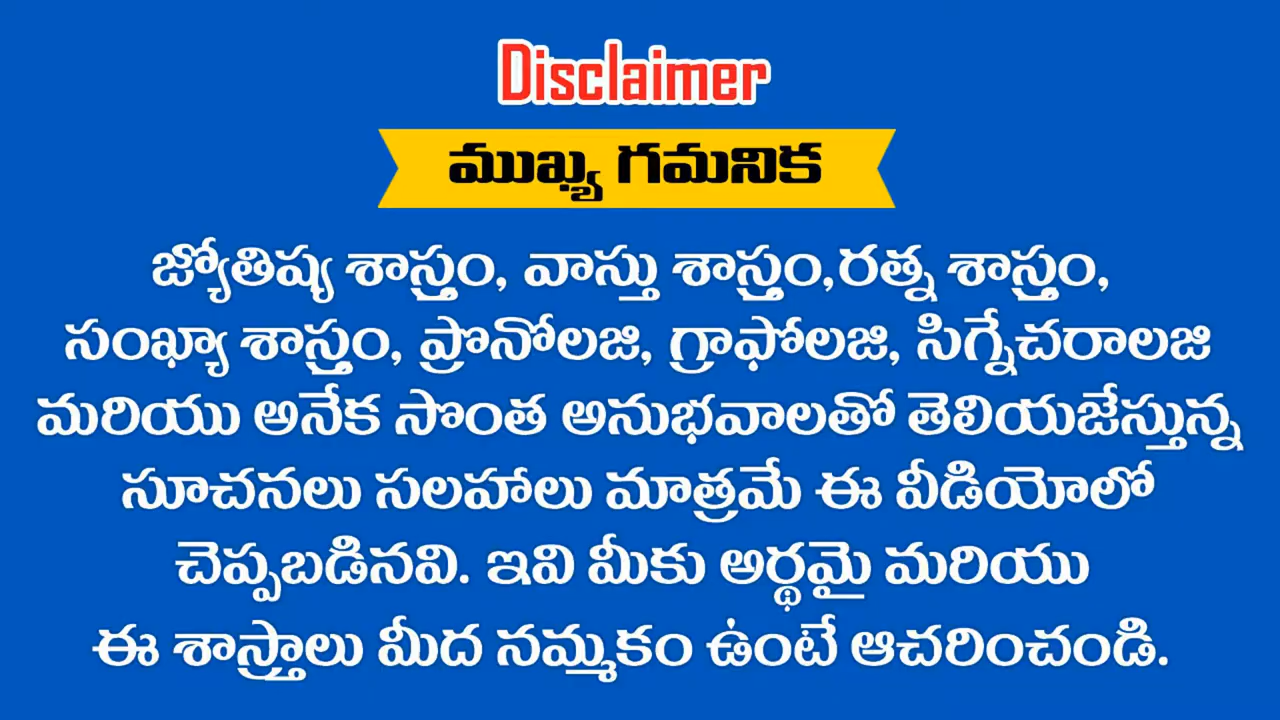 Disclaimer
ముఖ్య గమనిక
జ్యోతిష్య శాస్త్రం, వాస్తు శాస్త్రం,రత్న శాస్త్రం,
సంఖ్యా శాస్త్రం, ప్రొనోలజి, గ్రాఫోలజి, సిగ్నేచరాలజి
మరియు అనేక సొంత అనుభవాలతో తెలియజేస్తున్న
సూచనలు సలహాలు మాత్రమే ఈ వీడియోలో
చెప్పబడినవి. ఇవి మీకు అర్థమై మరియు
ఈ శాస్త్రాలు మీద నమ్మకం ఉంటే ఆచరించండి.